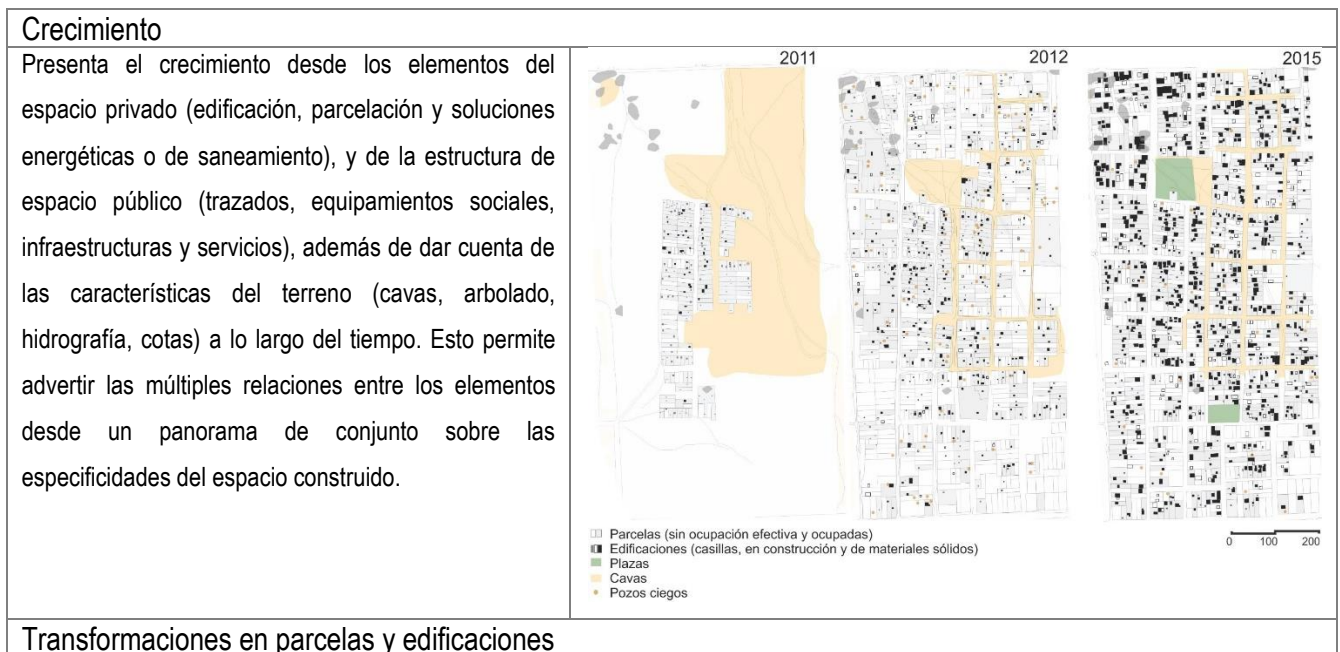 Crecimiento
Presenta el crecimiento desde los elementos del
espacio privado (edificación, parcelación y soluciones
energéticas o de saneamiento), y de la estructura de
espacio público (trazados, equipamientos sociales,
infraestructuras y servicios), además de dar cuenta de
las características del terreno (cavas, arbolado,
hidrografía, cotas) a lo largo del tiempo. Esto permite
advertir las múltiples relaciones entre los elementos
desde un panorama de conjunto sobre las
especificidades del espacio construido.
2011
2012
2015
Parcelas (sin ocupación efectiva y ocupadas)
Edificaciones (casillas, en construcción y de materiales sólidos)
Plazas
Cavas
Pozos ciegos
0 100 200
Transformaciones en parcelas y edificaciones